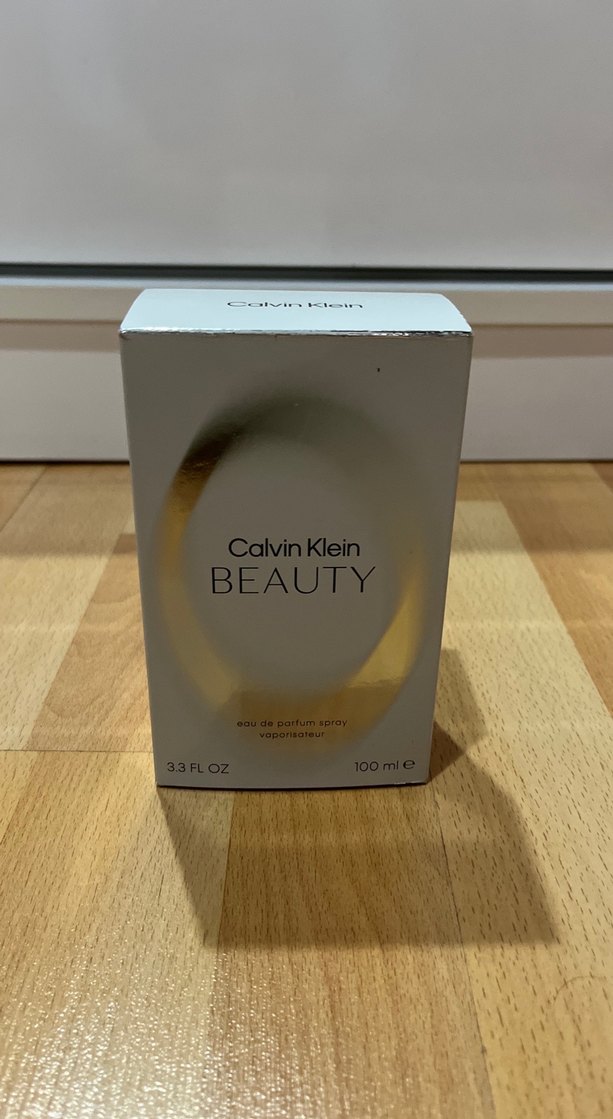 Calvin Klein
Calvin Klein
BEAUTY
eau de parfum spray
vaporisateur
3.3 FL OZ 100 ml ℮